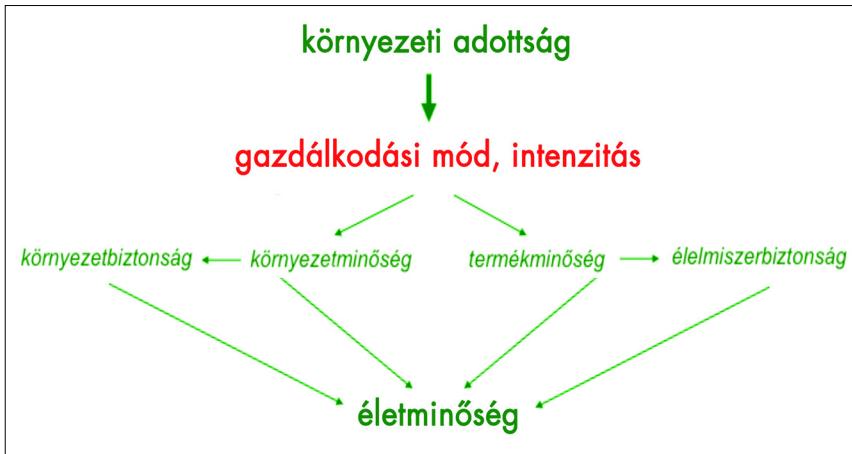 környezeti adottság
gazdálkodási mód, intenzitás
környezetbiztonság környezetminőség termékminőség élelmiszerbiztonság
életminőség